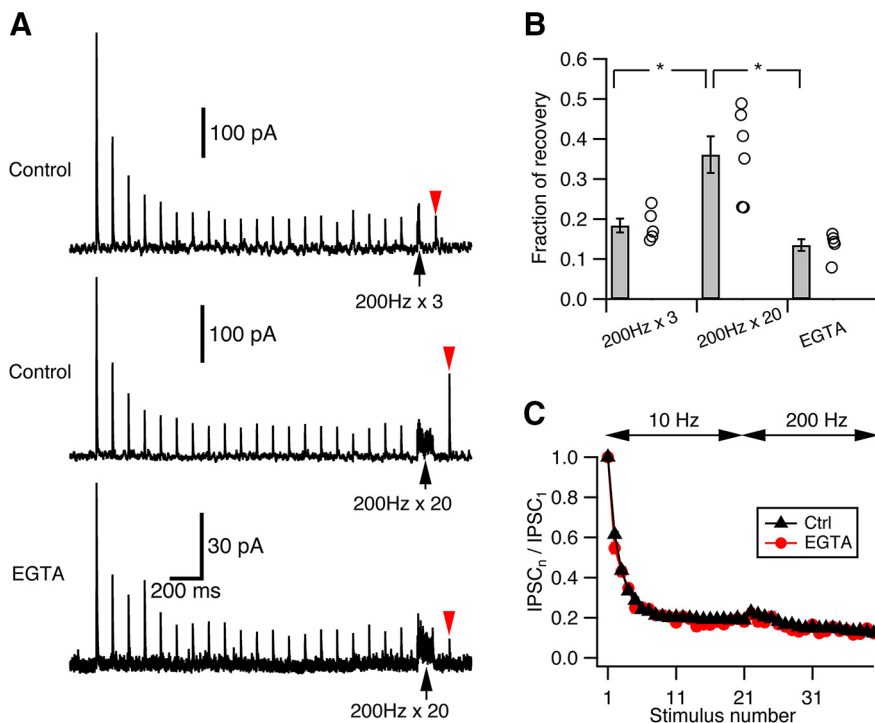 A
Control
100 pA
200Hz x 3
Control
100 pA
200Hz x 20
EGTA
30 pA
200 ms
200Hz x 20
B
Fraction of recovery
0.6
0.5
0.4
0.3
0.2
0.1
0.0
*
*
200Hz x 3
200Hz x 20
EGTA
C
10 Hz
200 Hz
IPSCn / IPSC1
1.0
0.8
0.6
0.4
0.2
0.0
Ctrl
EGTA
1
11
21
31
Stimulus number